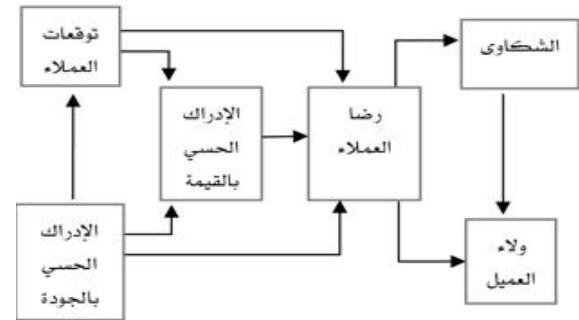 توقعات
العملاء
الشكاوى
الإدراك
الحسي
بالقيمة
رضا
العملاء
الإدراك
الحسي
بالجودة
ولاء
العميل